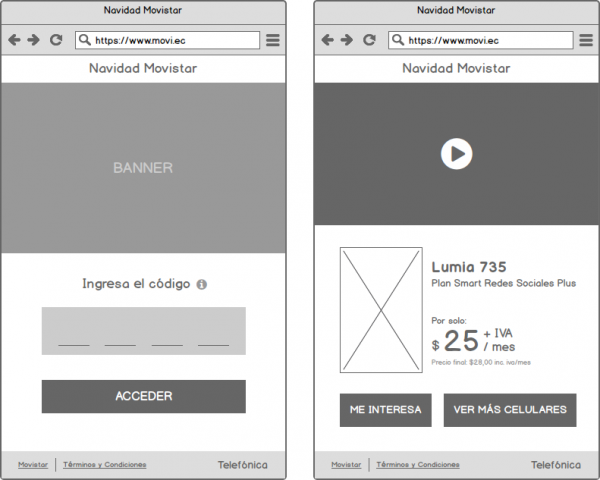 Navidad Movistar
https://www.movi.ec
Navidad Movistar
BANNER
Ingresa el código
ACCEDER
Movistar
Términos y Condiciones
Telefónica
Navidad Movistar
https://www.movi.ec
Navidad Movistar
Lumia 735
Plan Smart Redes Sociales Plus
Por solo:
$ 25 + IVA
/ mes
Precio final: $28,00 inc. iva/mes
ME INTERESA
VER MÁS CELULARES
Movistar
Términos y Condiciones
Telefónica